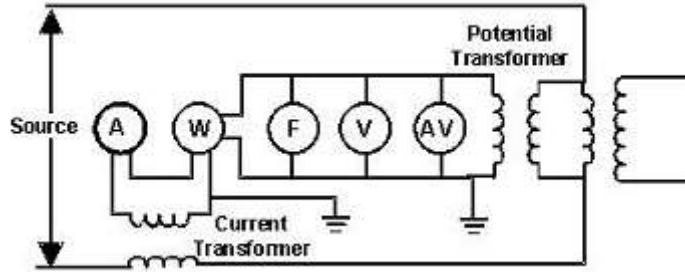 Potential
Transformer
Source
A
W
F
V
AV
Current
Transformer